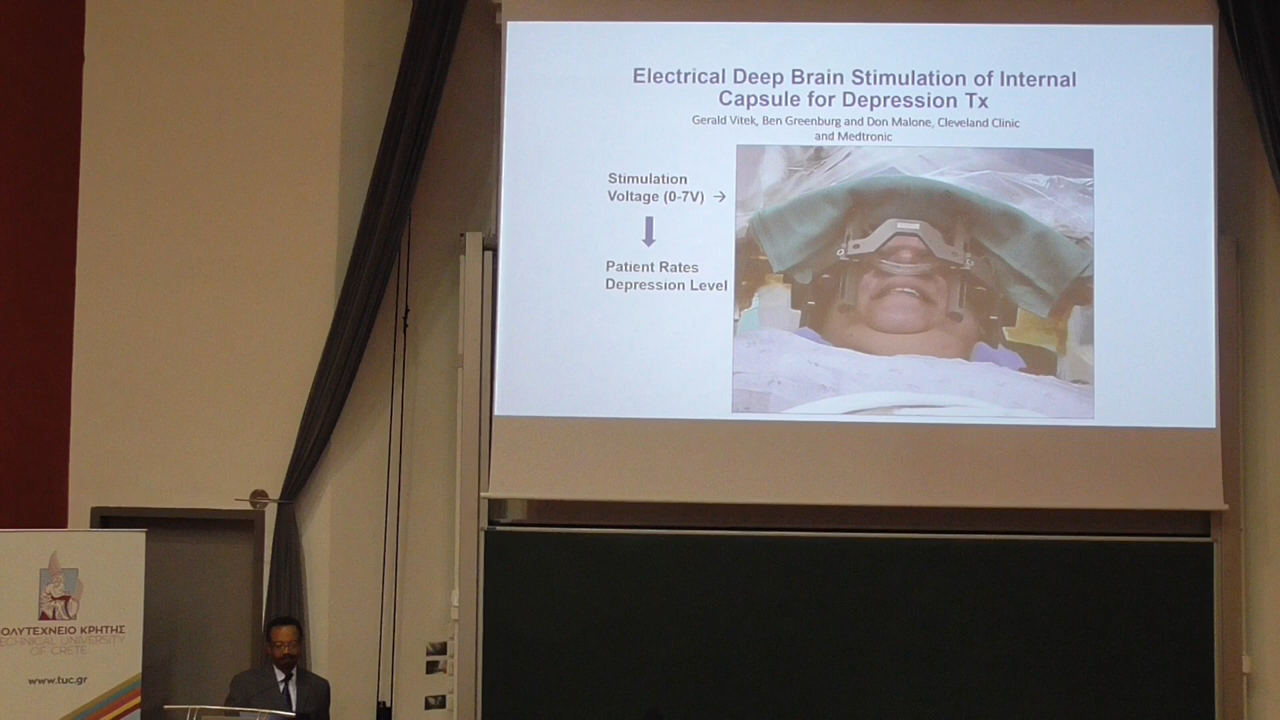 Electrical Deep Brain Stimulation of Internal
Capsule for Depression Tx
Gerald Vitek, Ben Greenburg and Don Malone, Cleveland Clinic
and Medtronic
Stimulation
Voltage (0-7V) →
Patient Rates
Depression Level
ΟΛΥΤΕΧΝΕΙΟ ΚΡΗΤΗΣ
ECHNICAL UNIVERSITY
OF CRETE
www.tuc.gr